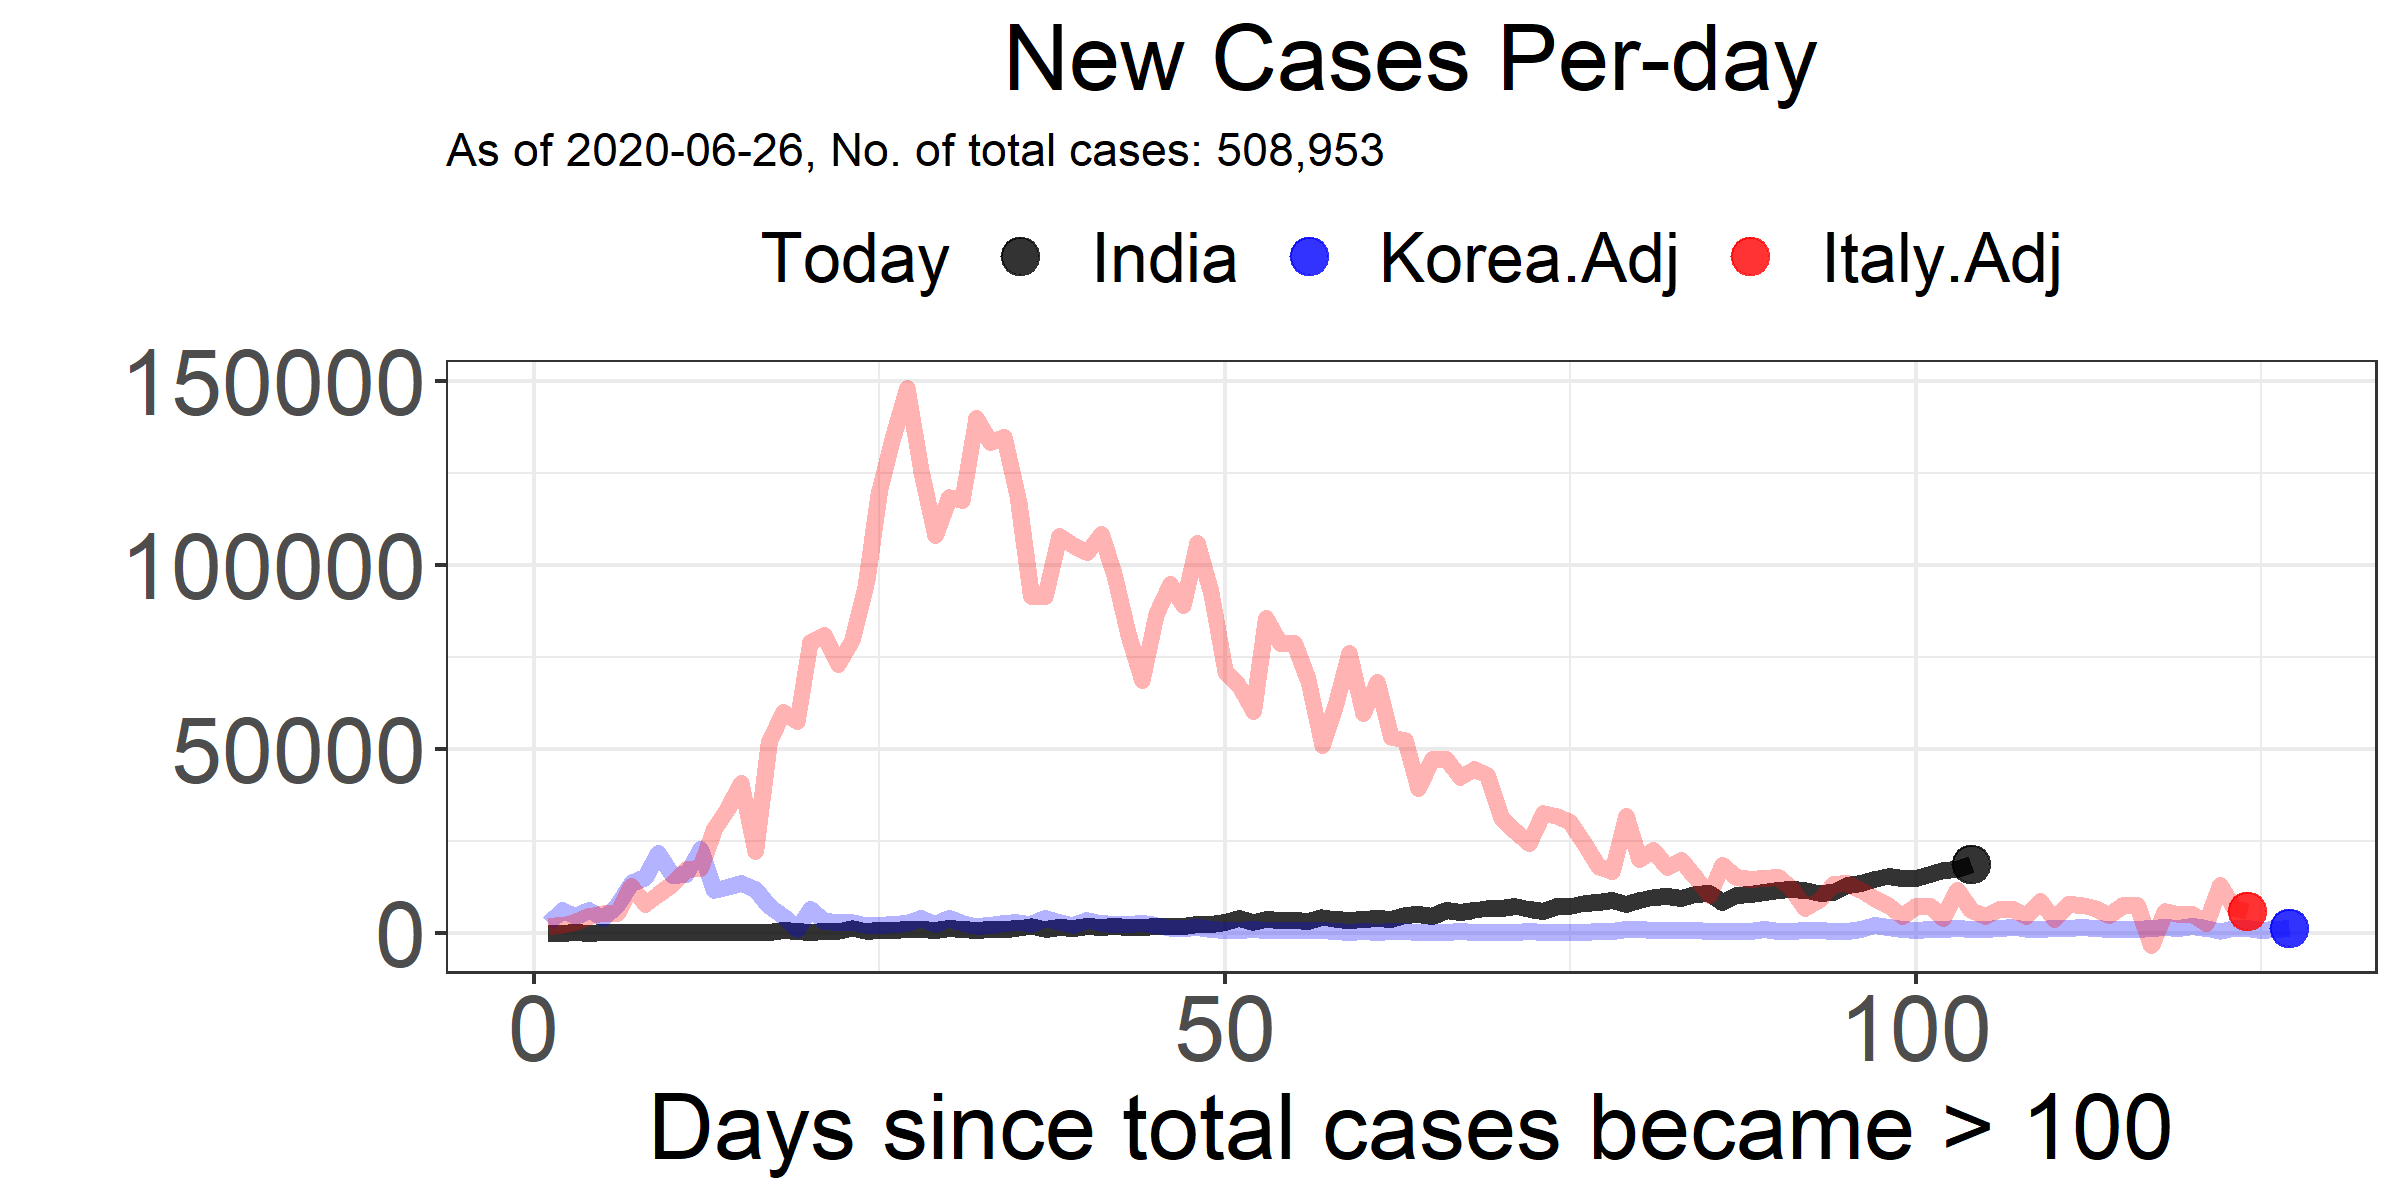 New Cases Per-day
As of 2020-06-26, No. of total cases: 508,953
Today India Korea.Adj Italy.Adj
150000
100000
50000
0
0 50 100
Days since total cases became > 100